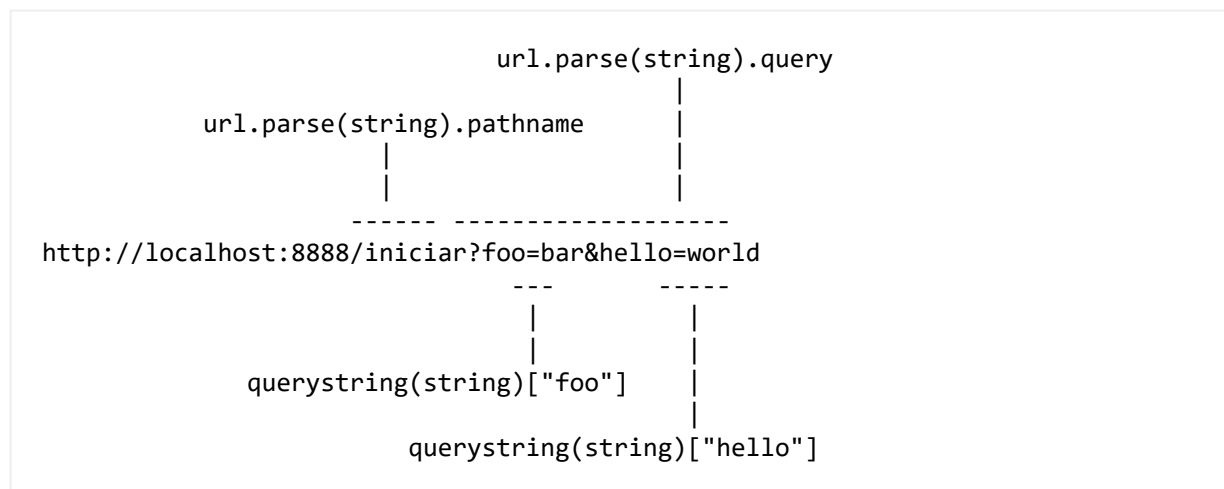 url.parse(string).query
|
url.parse(string).pathname |
| |
| |
------ -------------------
http://localhost:8888/iniciar?foo=bar&hello=world
--- -----
| |
| |
querystring(string)["foo"] |
|
querystring(string)["hello"]